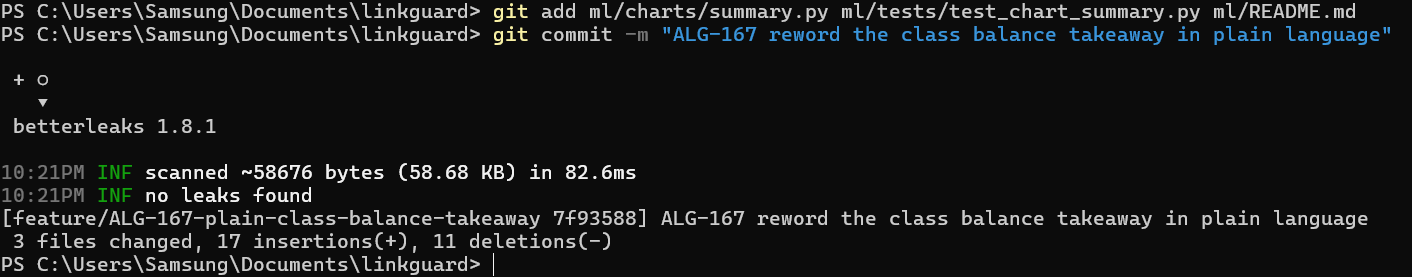 PS C:\Users\Samsung\Documents\linkguard> git add ml/charts/summary.py ml/tests/test_chart_summary.py ml/README.md
PS C:\Users\Samsung\Documents\linkguard> git commit -m "ALG-167 reword the class balance takeaway in plain language"
+ ○
▼
betterleaks 1.8.1
10:21PM INF scanned ~58676 bytes (58.68 KB) in 82.6ms
10:21PM INF no leaks found
[feature/ALG-167-plain-class-balance-takeaway 7f93588] ALG-167 reword the class balance takeaway in plain language
3 files changed, 17 insertions(+), 11 deletions(-)
PS C:\Users\Samsung\Documents\linkguard>